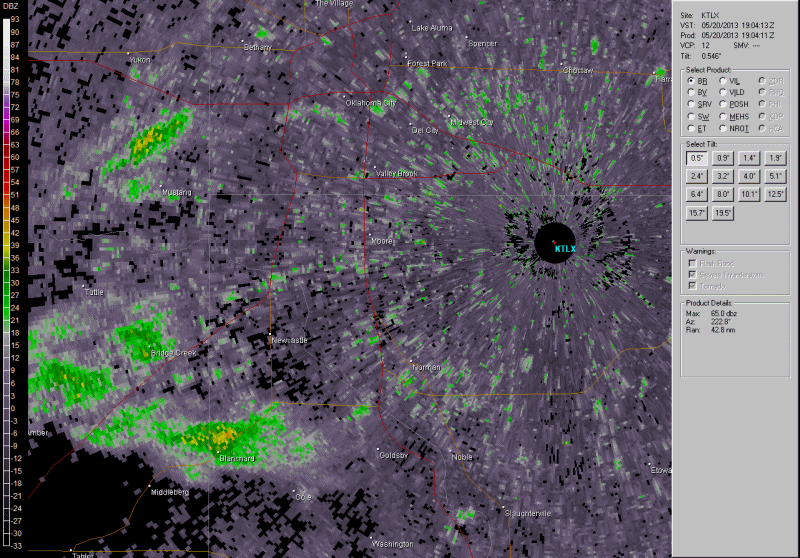 DBZ
93
90
87
84
81
78
75
72
69
66
63
60
57
54
51
48
45
42
39
36
33
30
27
24
21
18
15
12
9
6
3
0
-3
-6
-9
-12
-15
-18
-21
-24
-27
-30
-33
The Village
Lake Aluma
Bethany
Spencer
Yukon
Forest Park
Choctaw
Harra
Oklahoma City
Midwest City
Del City
Valley Brook
Mustang
Moore
KTLX
Tuttle
Newcastle
Bridge Creek
Norman
mber
Blanchard
Goldsby
Noble
Etowa
Middleberg
Cole
Slaughterville
Washington
Tabler
Site: KTLX
VST: 05/20/2013 19:04:13 Z
Prod: 05/20/2013 19:04:11 Z
VCP: 12 SMV: ---
Tilt: 0.546°
Select Product:
BR VIL ZDR
BV VILD RHO
SRV POSH PHI
SW MEHS KDP
ET NROT HCA
Select Tilt:
0.5° 0.9° 1.4° 1.9°
2.4° 3.2° 4.0° 5.1°
6.4° 8.0° 10.1° 12.5°
15.7° 19.5°
Warnings:
Flash Flood
Severe Thunderstorm
Tornado
Product Details:
Max: 65.0 dbz
Az: 222.8°
Ran: 42.8 nm